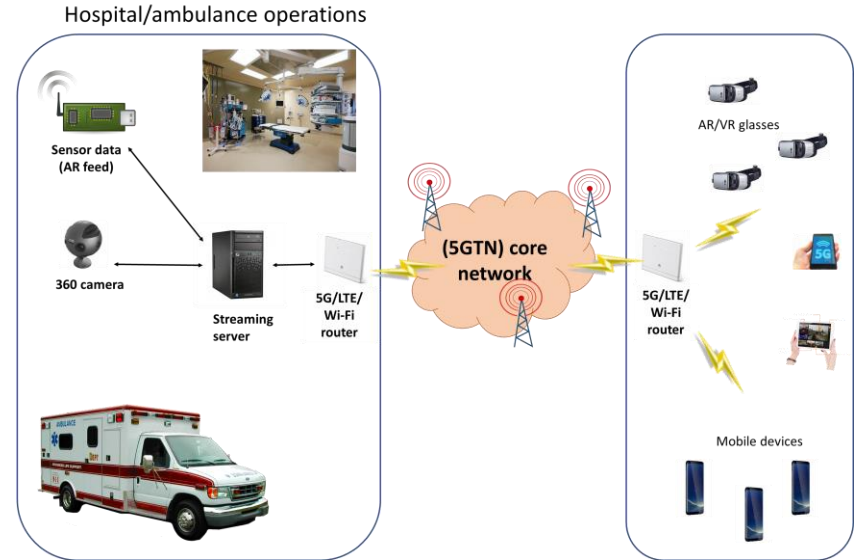 Hospital/ambulance operations
Sensor data
(AR feed)
360 camera
Streaming
server
5G/LTE/
Wi-Fi
router
(5GTN) core
network
5G/LTE/
Wi-Fi
router
AR/VR glasses
5G
Mobile devices
AMBULANCE